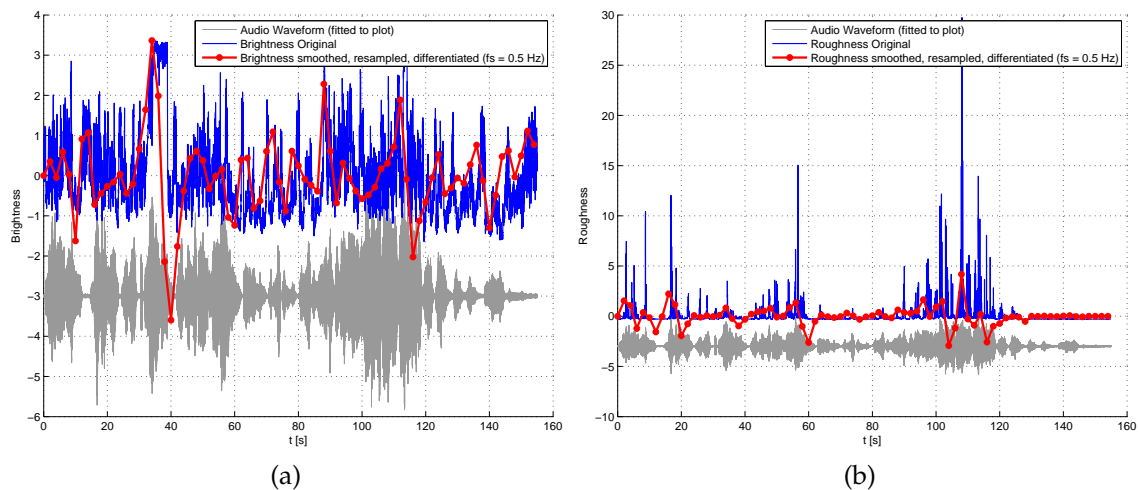 Audio Waveform (fitted to plot)
Brightness Original
Brightness smoothed, resampled, differentiated (fs = 0.5 Hz)
4
3
2
1
0
−1
−2
−3
−4
−5
−6
Brightness
0 20 40 60 80 100 120 140 160
t [s]
(a)
Audio Waveform (fitted to plot)
Roughness Original
Roughness smoothed, resampled, differentiated (fs = 0.5 Hz)
30
25
20
15
10
5
0
−5
−10
Roughness
0 20 40 60 80 100 120 140 160
t [s]
(b)